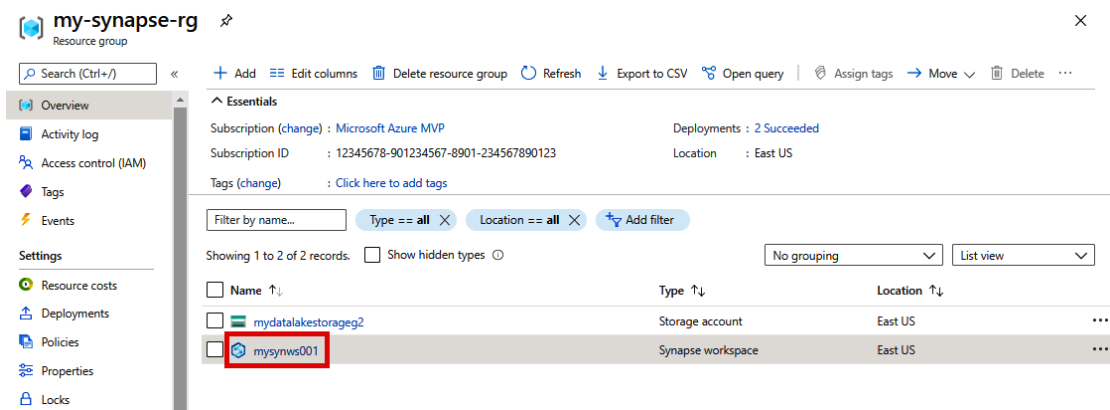 my-synapse-rg
Resource group
Search (Ctrl+/)
«
Add Edit columns Delete resource group Refresh Export to CSV Open query Assign tags Move Delete ···
Overview
Activity log
Access control (IAM)
Tags
Events
Settings
Resource costs
Deployments
Policies
Properties
Locks
Essentials
Subscription (change) : Microsoft Azure MVP Deployments : 2 Succeeded
Subscription ID : 12345678-901234567-8901-234567890123 Location : East US
Tags (change) : Click here to add tags
Filter by name... Type == all Location == all Add filter
Showing 1 to 2 of 2 records. Show hidden types No grouping List view
Name Type Location
mydatalakestorageg2 Storage account East US ···
mysynws001 Synapse workspace East US ···